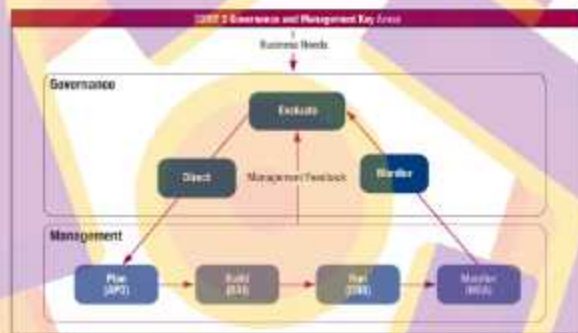 COBIT 5 Governance and Management Key Areas
Business Needs
Governance
Evaluate
Direct
Management Feedback
Monitor
Management
Plan
(APO)
Build
(BAI)
Run
(DSS)
Monitor
(MEA)